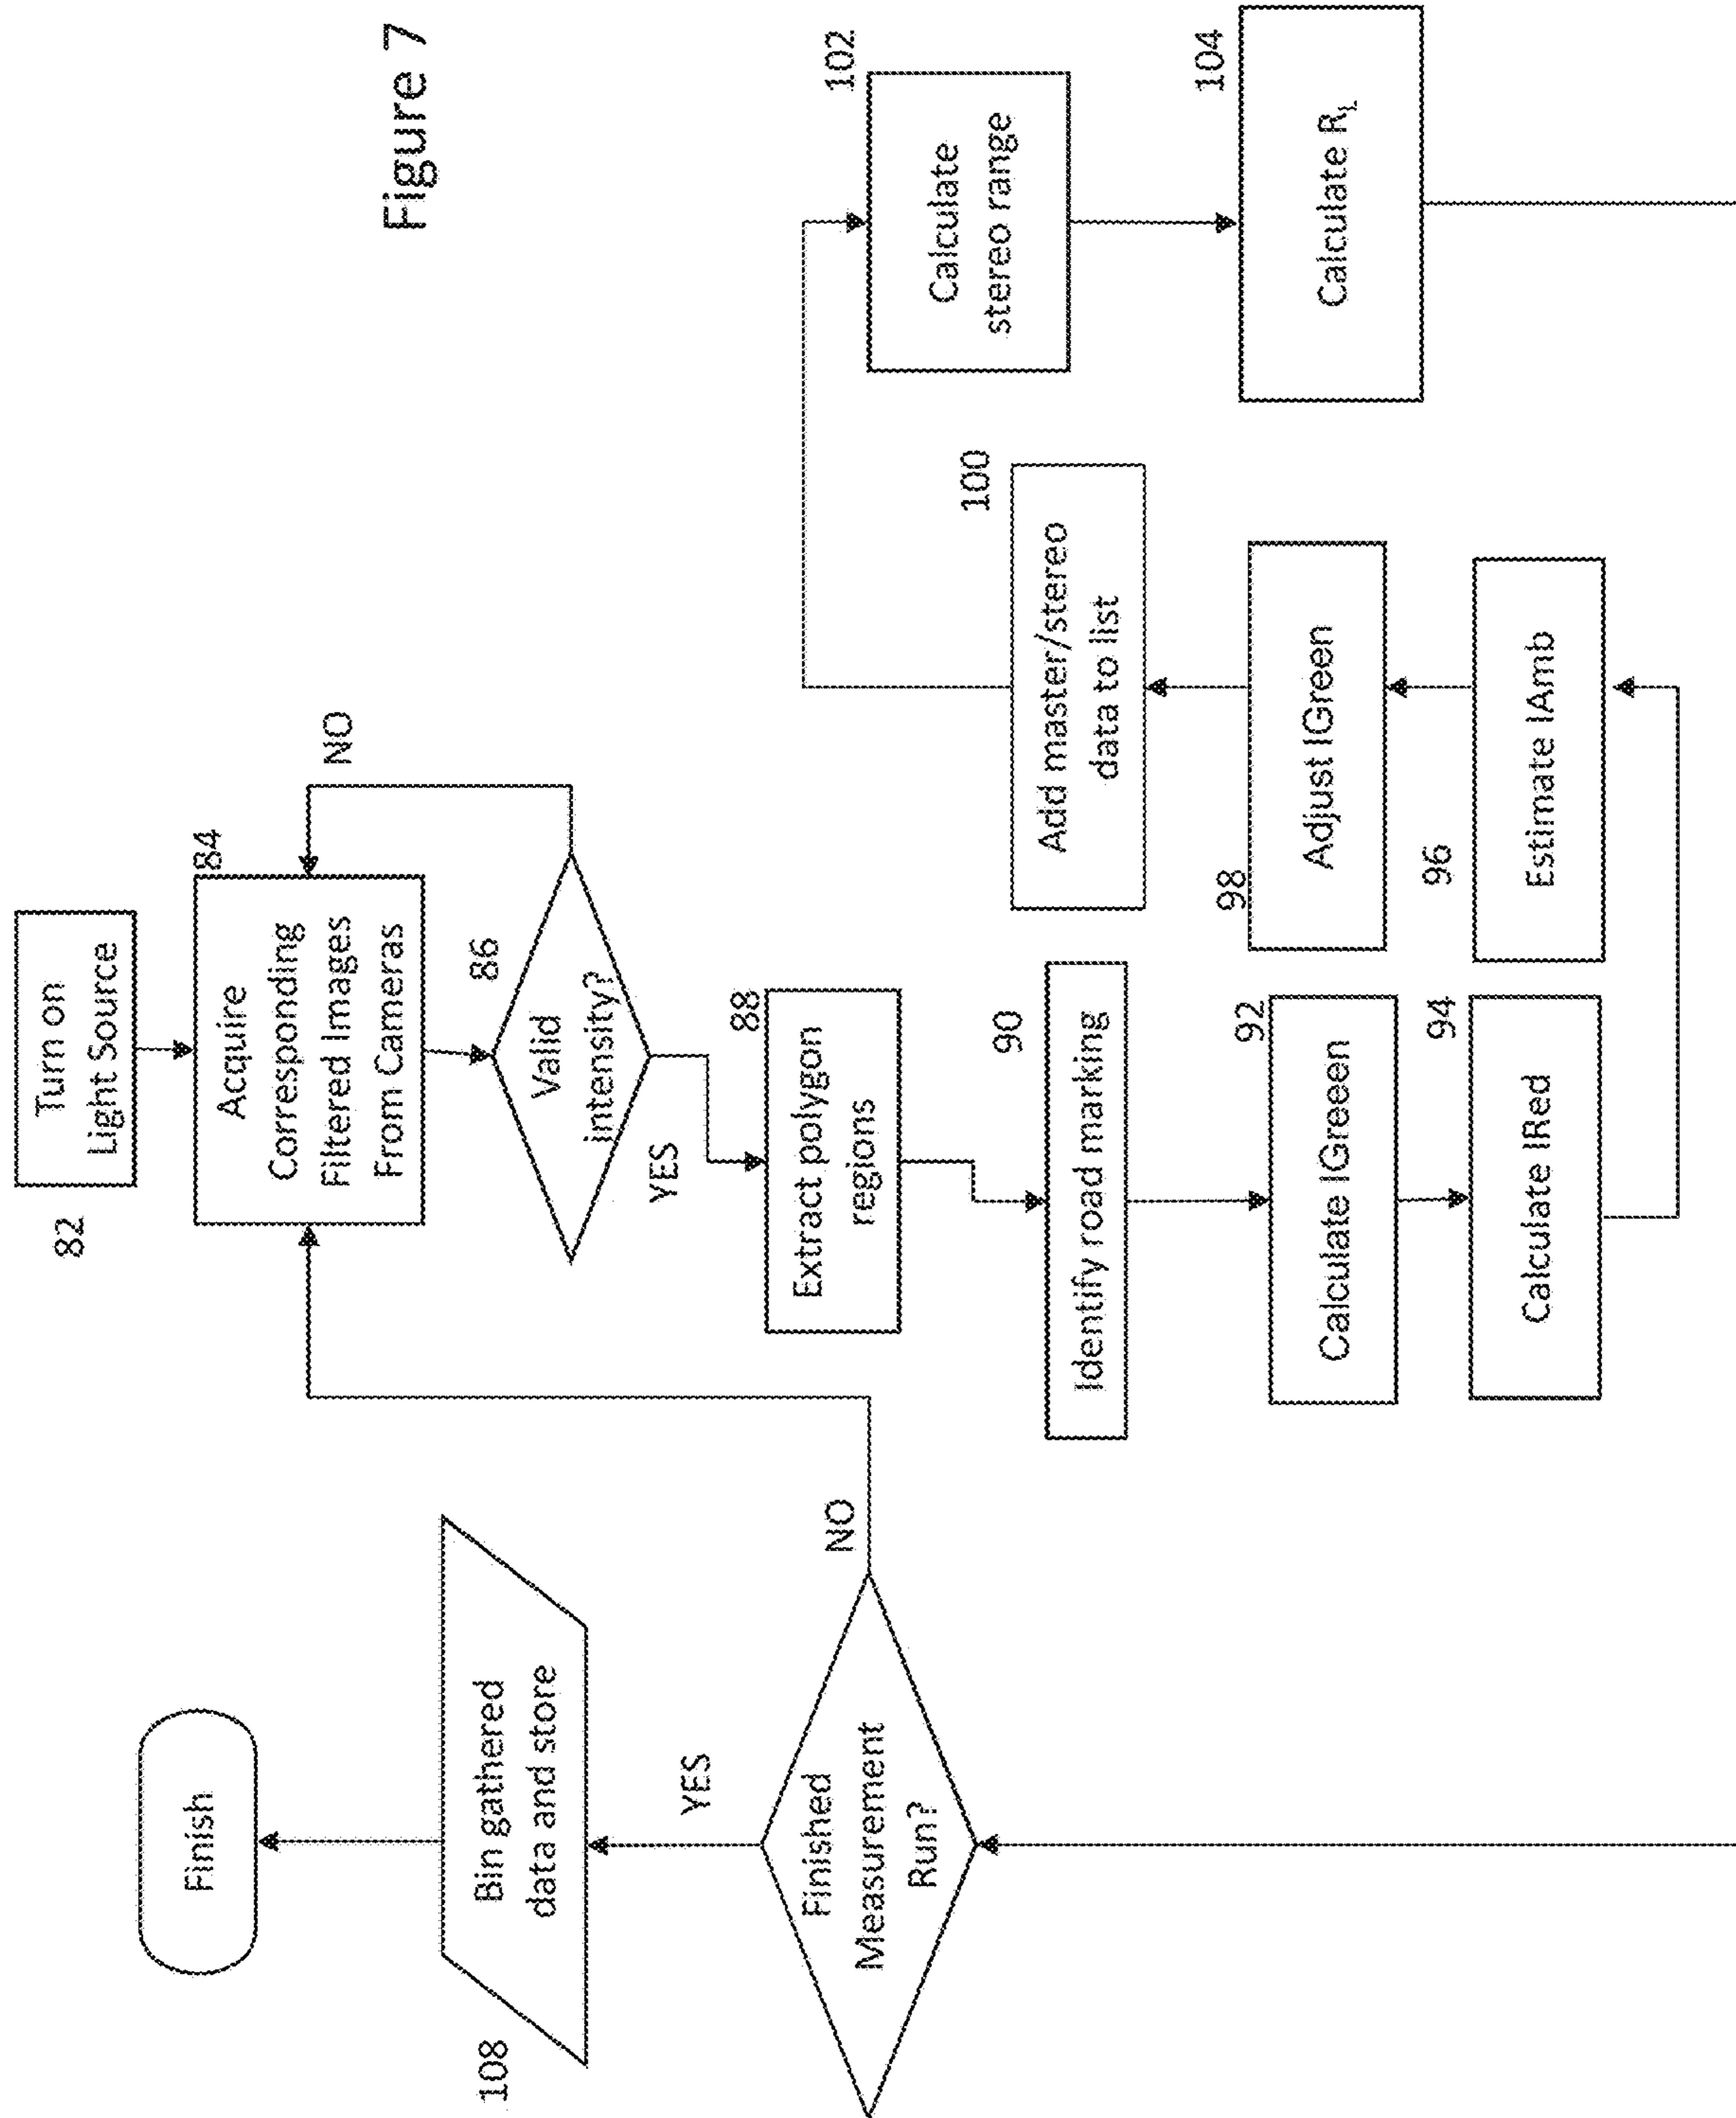 Figure 7
82
Turn on
Light Source
84
Acquire
Corresponding
Filtered Images
From Cameras
NO
86
Valid
intensity?
YES
88
Extract polygon
regions
90
Identify road marking
92
Calculate IGreen
94
Calculate IRed
96
Estimate IAmb
98
Adjust IGreen
100
Add master/stereo
data to list
102
Calculate
stereo range
104
Calculate RL
Finished
Measurement
Run?
NO
YES
108
Bin gathered
data and store
Finish